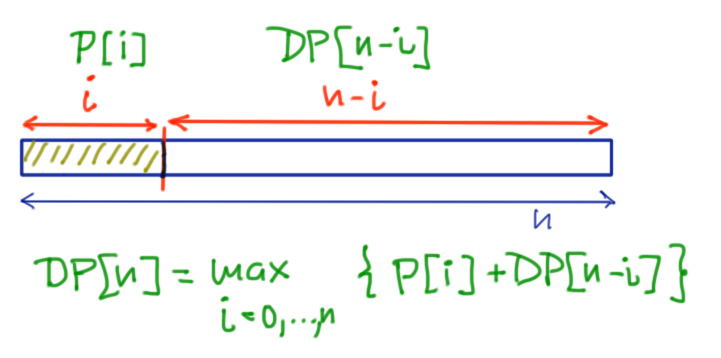 P[i] DP[n-i]
i n-i
n
DP[n] = max { P[i] + DP[n-i] }
i=0,...,n